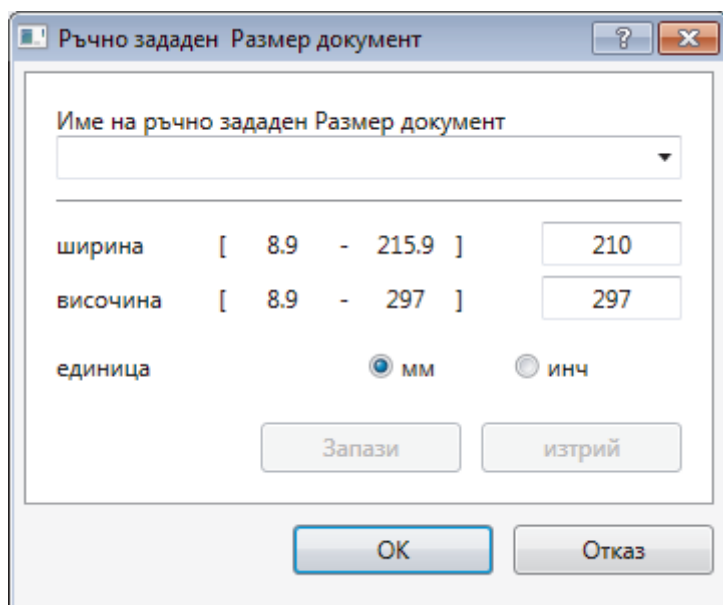 Ръчно зададен Размер документ
Име на ръчно зададен Размер документ
ширина [ 8.9 - 215.9 ] 210
височина [ 8.9 - 297 ] 297
единица мм инч
Запази изтрий
OK Отказ